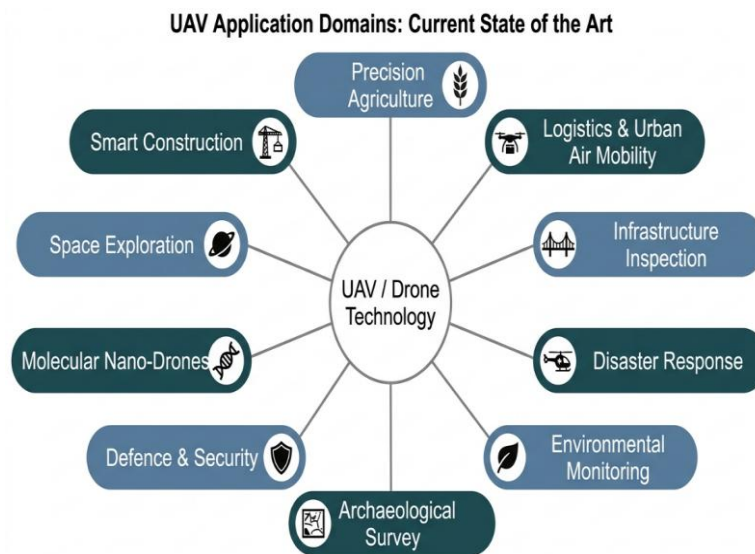 UAV Application Domains: Current State of the Art
Precision
Agriculture
Smart Construction
Logistics & Urban
Air Mobility
Space Exploration
Infrastructure
Inspection
UAV / Drone
Technology
Molecular Nano-Drones
Disaster Response
Defence & Security
Environmental
Monitoring
Archaeological
Survey